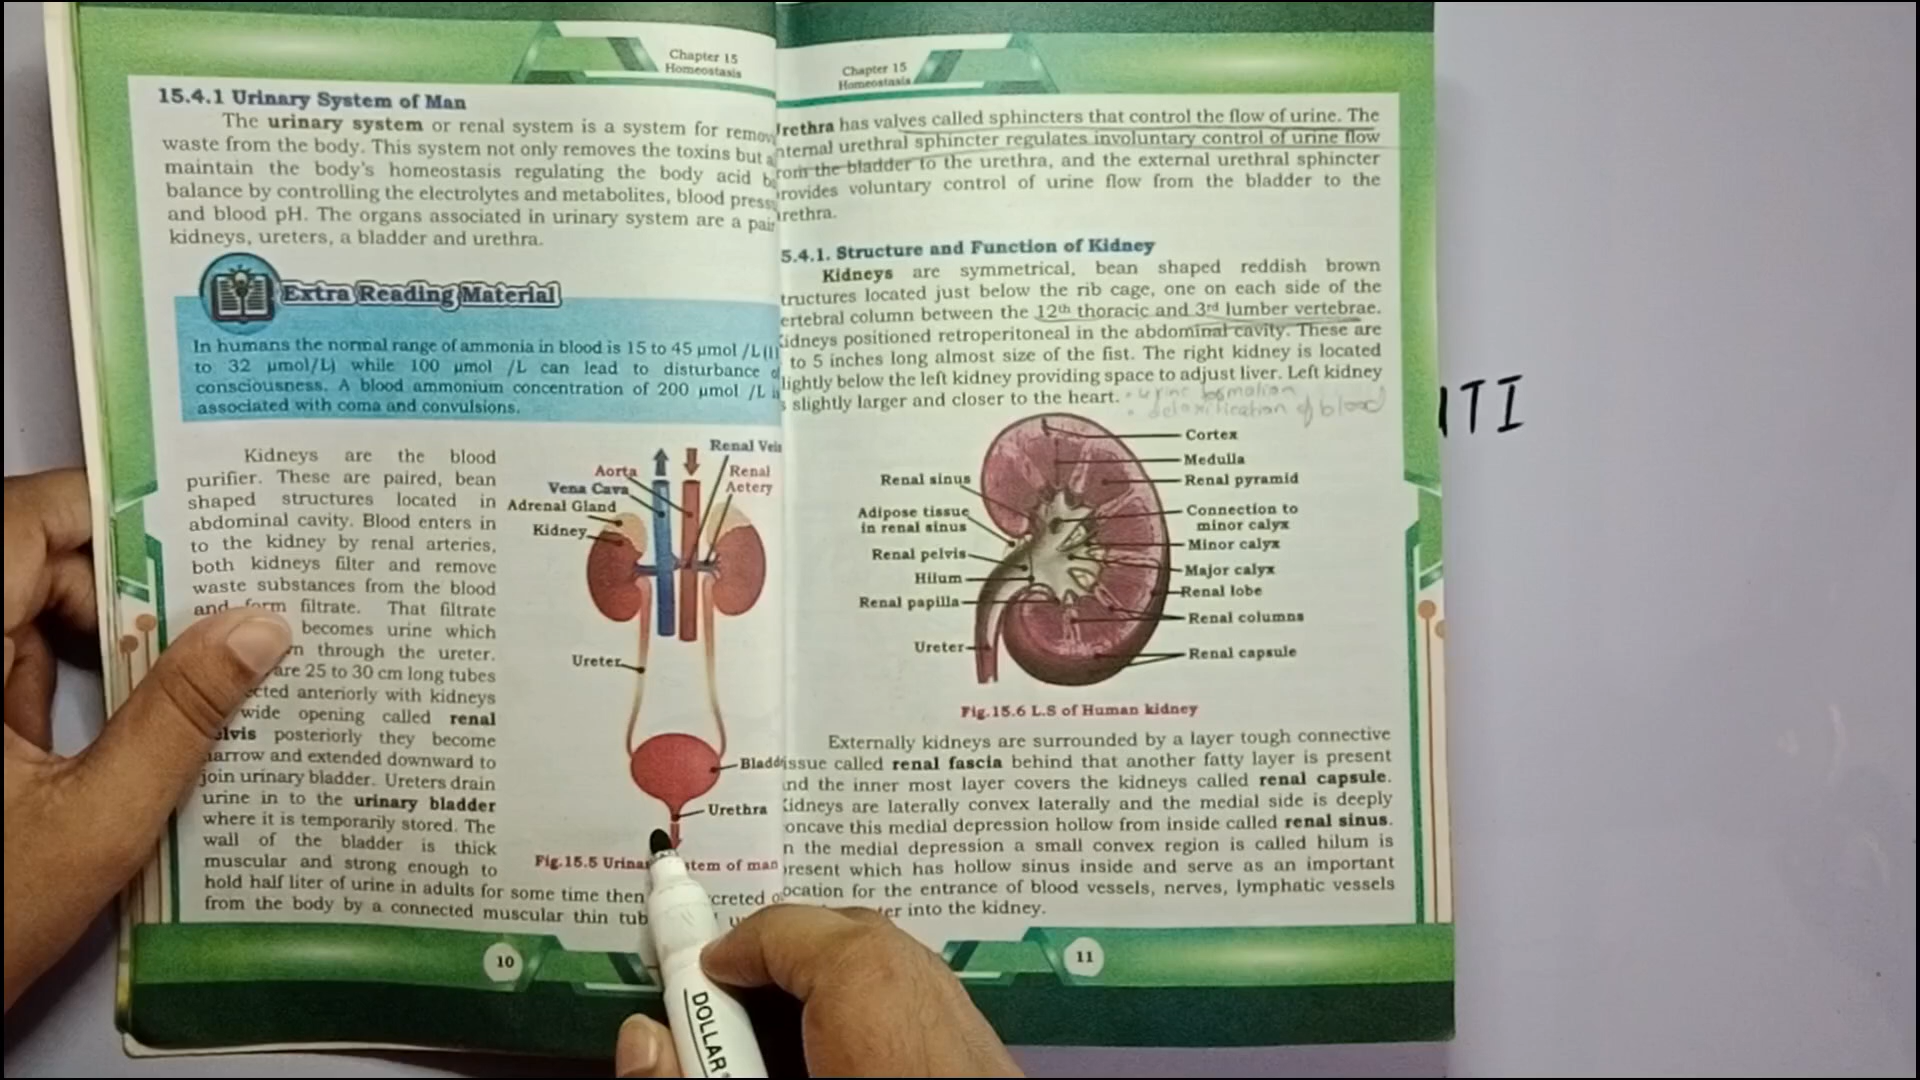 Chapter 15
Homeostasis
15.4.1 Urinary System of Man
The urinary system or renal system is a system for remov
waste from the body. This system not only removes the toxins but a
maintain the body's homeostasis regulating the body acid b
balance by controlling the electrolytes and metabolites, blood press
and blood pH. The organs associated in urinary system are a pair
kidneys, ureters, a bladder and urethra.
Extra Reading Material
In humans the normal range of ammonia in blood is 15 to 45 µmol /L (11
to 32 µmol/L) while 100 µmol /L can lead to disturbance of
consciousness. A blood ammonium concentration of 200 µmol /L is
associated with coma and convulsions.
Kidneys are the blood
purifier. These are paired, bean
shaped structures located in
abdominal cavity. Blood enters in
to the kidney by renal arteries,
both kidneys filter and remove
waste substances from the blood
and form filtrate. That filtrate
becomes urine which
through the ureter.
are 25 to 30 cm long tubes
cted anteriorly with kidneys
wide opening called renal
elvis posteriorly they become
narrow and extended downward to
join urinary bladder. Ureters drain
urine in to the urinary bladder
where it is temporarily stored. The
wall of the bladder is thick
muscular and strong enough to
hold half liter of urine in adults for some time then creted o
from the body by a connected muscular thin tub
Renal Vein
Aorta
Renal
Actery
Vena Cava
Adrenal Gland
Kidney
Ureter
Bladd
Urethra
Fig.15.5 Urina stem of man
10
Chapter 15
Homeostasis
Urethra has valves called sphincters that control the flow of urine. The
nternal urethral sphincter regulates involuntary control of urine flow
rom the bladder to the urethra, and the external urethral sphincter
rovides voluntary control of urine flow from the bladder to the
urethra.
5.4.1. Structure and Function of Kidney
Kidneys are symmetrical, bean shaped reddish brown
tructures located just below the rib cage, one on each side of the
ertebral column between the 12th thoracic and 3rd lumber vertebrae.
Kidneys positioned retroperitoneal in the abdominal cavity. These are
to 5 inches long almost size of the fist. The right kidney is located
lightly below the left kidney providing space to adjust liver. Left kidney
s slightly larger and closer to the heart.
• urine formation
• detoxification of blood
Cortex
Medulla
Renal pyramid
Renal sinus
Connection to
minor calyx
Adipose tissue
in renal sinus
Minor calyx
Renal pelvis
Major calyx
Hilum
Renal lobe
Renal papilla
Renal columns
Ureter
Renal capsule
Fig.15.6 L.S of Human kidney
Externally kidneys are surrounded by a layer tough connective
issue called renal fascia behind that another fatty layer is present
and the inner most layer covers the kidneys called renal capsule.
Kidneys are laterally convex laterally and the medial side is deeply
oncave this medial depression hollow from inside called renal sinus.
n the medial depression a small convex region is called hilum is
present which has hollow sinus inside and serve as an important
ocation for the entrance of blood vessels, nerves, lymphatic vessels
ter into the kidney.
11
ITI
DOLLAR